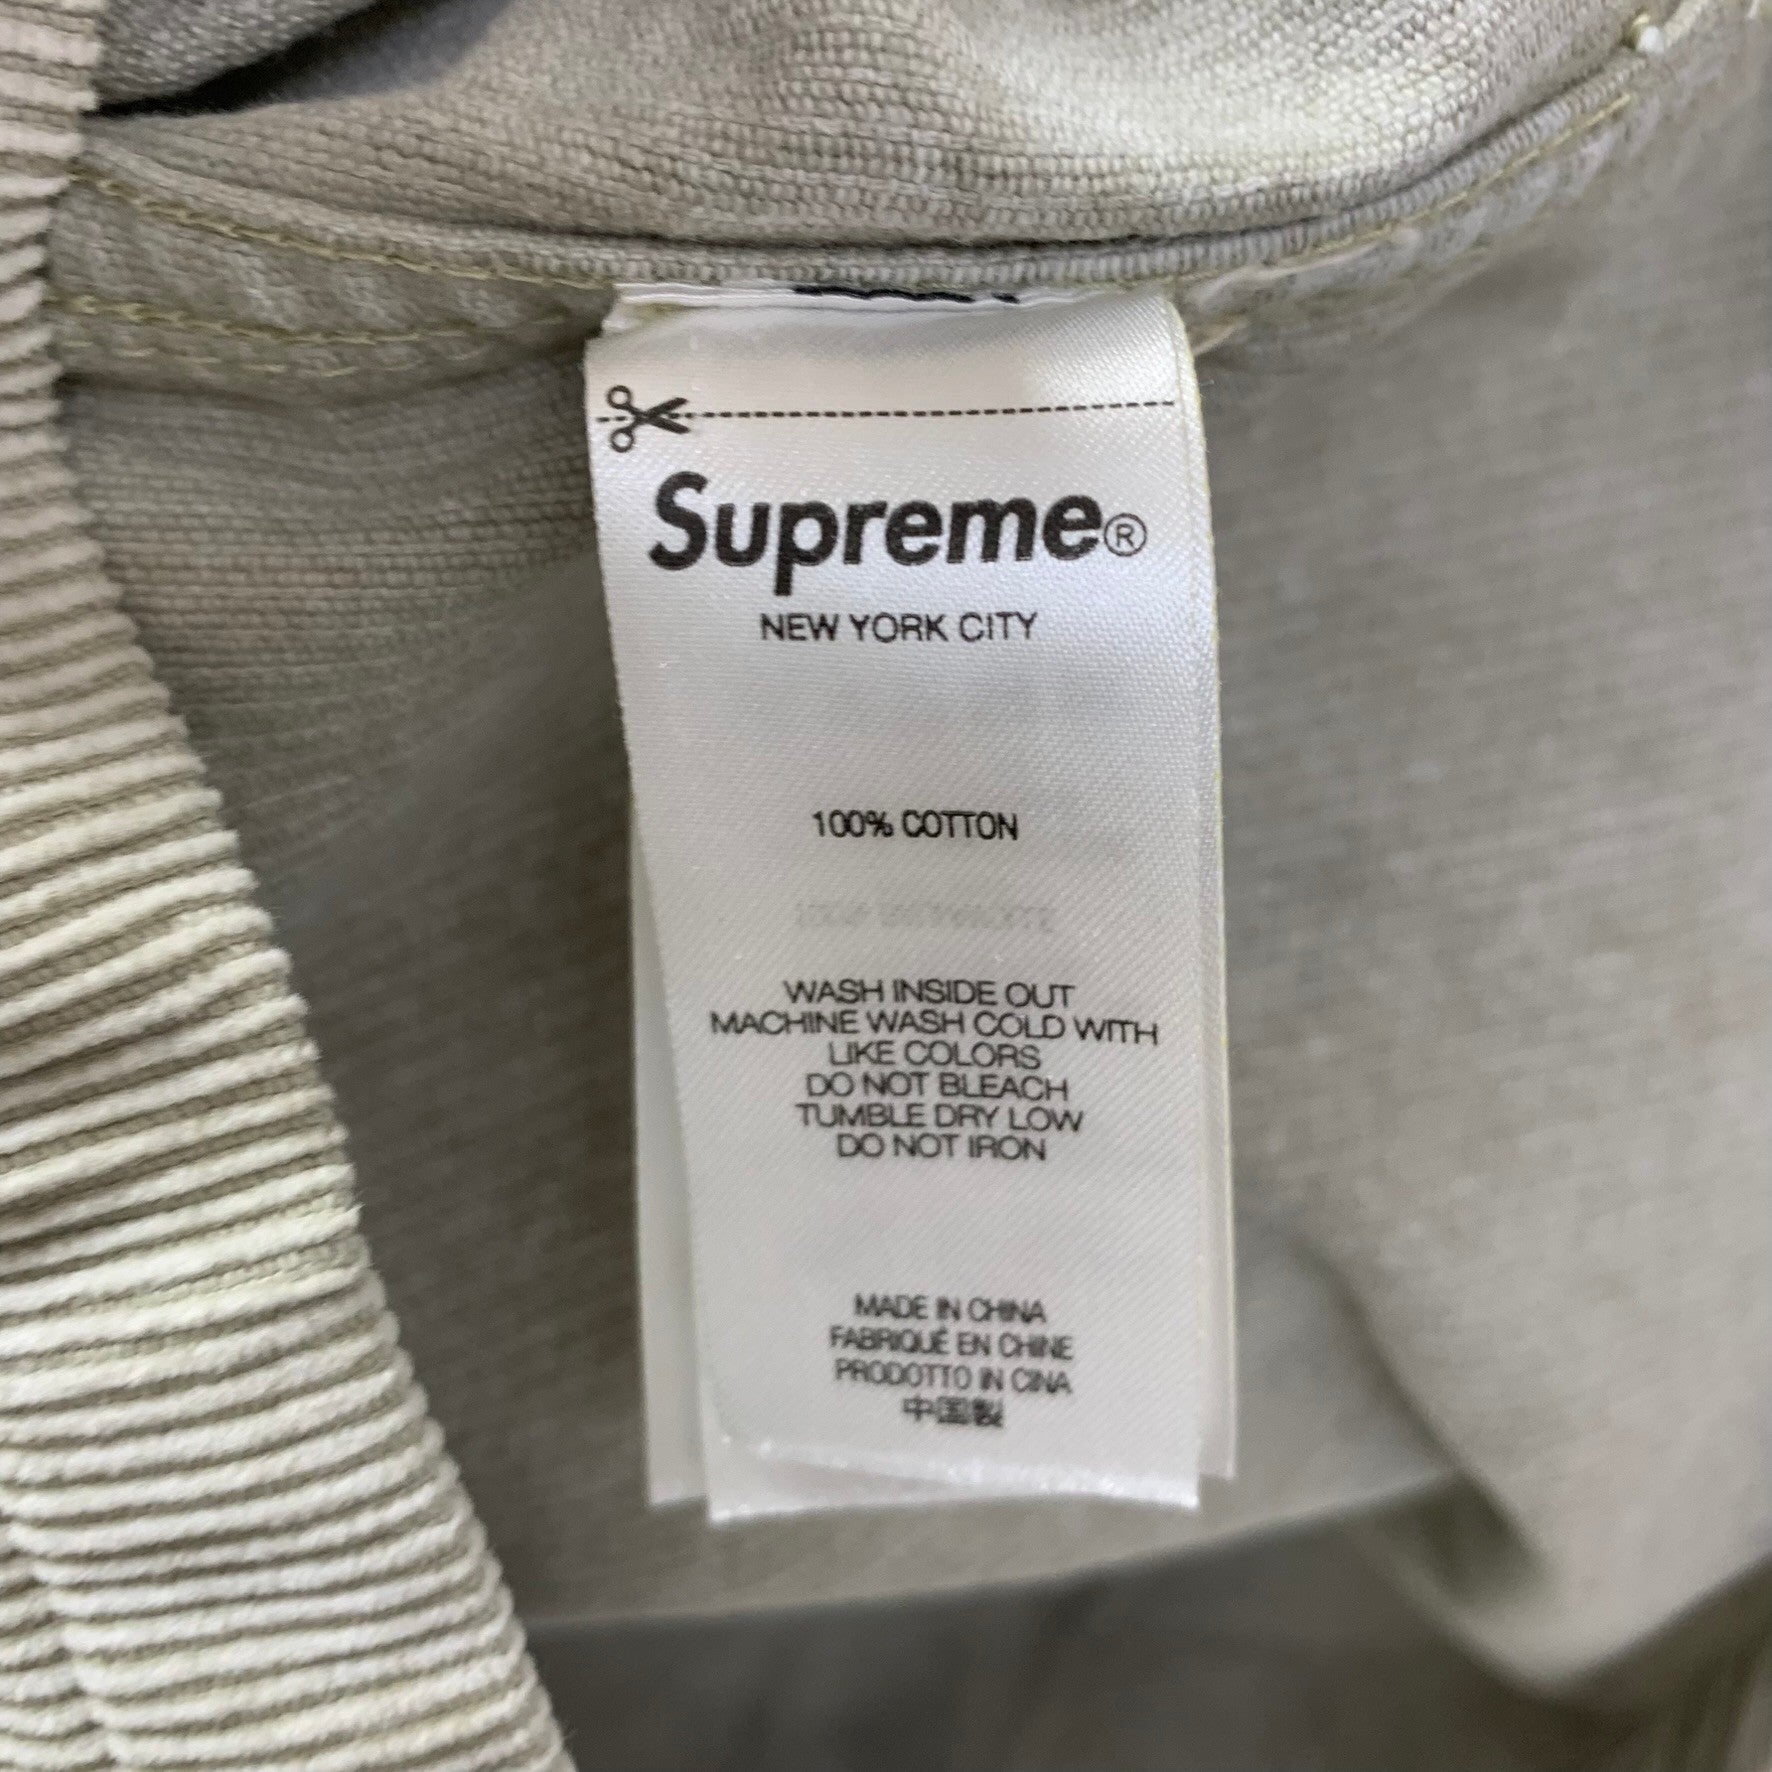 Supreme®
NEW YORK CITY
100% COTTON
WASH INSIDE OUT
MACHINE WASH COLD WITH
LIKE COLORS
DO NOT BLEACH
TUMBLE DRY LOW
DO NOT IRON
MADE IN CHINA
FABRIQUÉ EN CHINE
PRODOTTO IN CINA
中国製